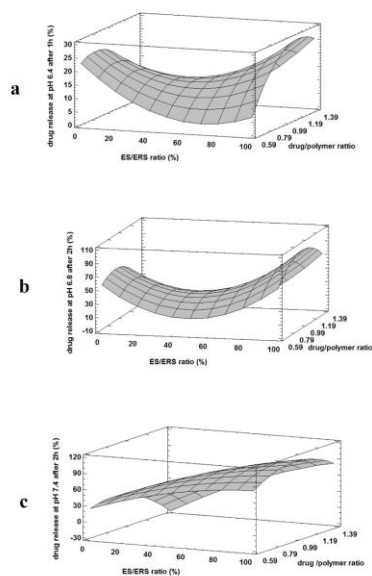 a
drug release at pH 6.4 after 1h (%)
30
25
20
15
10
5
0
0 20 40 60 80 100
ES/ERS ratio (%)
0.59 0.79 0.99 1.19 1.39
drug/polymer rattio
b
drug release at pH 6.8 after 2h (%)
110
90
70
50
30
10
-10
0 20 40 60 80 100
ES/ERS ratio (%)
0.59 0.79 0.99 1.19 1.39
drug/polymer ratio
c
drug release at pH 7.4 after 2h (%)
120
90
60
30
0
-30
0 20 40 60 80 100
ES/ERS ratio (%)
0.59 0.79 0.99 1.19 1.39
drug /polymer ratio